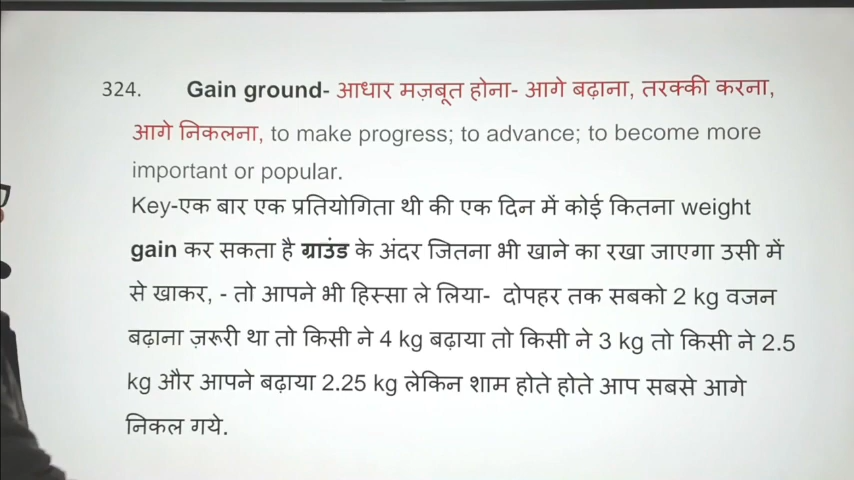 324. Gain ground- आधार मज़बूत होना- आगे बढ़ाना, तरक्की करना,
आगे निकलना, to make progress; to advance; to become more
important or popular.
Key-एक बार एक प्रतियोगिता थी की एक दिन में कोई कितना weight
gain कर सकता है ग्राउंड के अंदर जितना भी खाने का रखा जाएगा उसी में
से खाकर, - तो आपने भी हिस्सा ले लिया- दोपहर तक सबको 2 kg वजन
बढ़ाना ज़रूरी था तो किसी ने 4 kg बढ़ाया तो किसी ने 3 kg तो किसी ने 2.5
kg और आपने बढ़ाया 2.25 kg लेकिन शाम होते होते आप सबसे आगे
निकल गये.